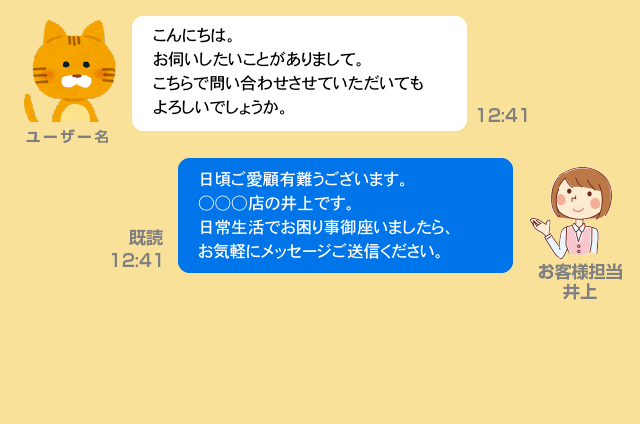 こんにちは。
お伺いしたいことがありまして。
こちらで問い合わせさせていただいても
よろしいでしょうか。
12:41
ユーザー名
日頃ご愛顧有難うございます。
〇〇〇店の井上です。
日常生活でお困り事御座いましたら、
お気軽にメッセージご送信ください。
既読
12:41
お客様担当
井上